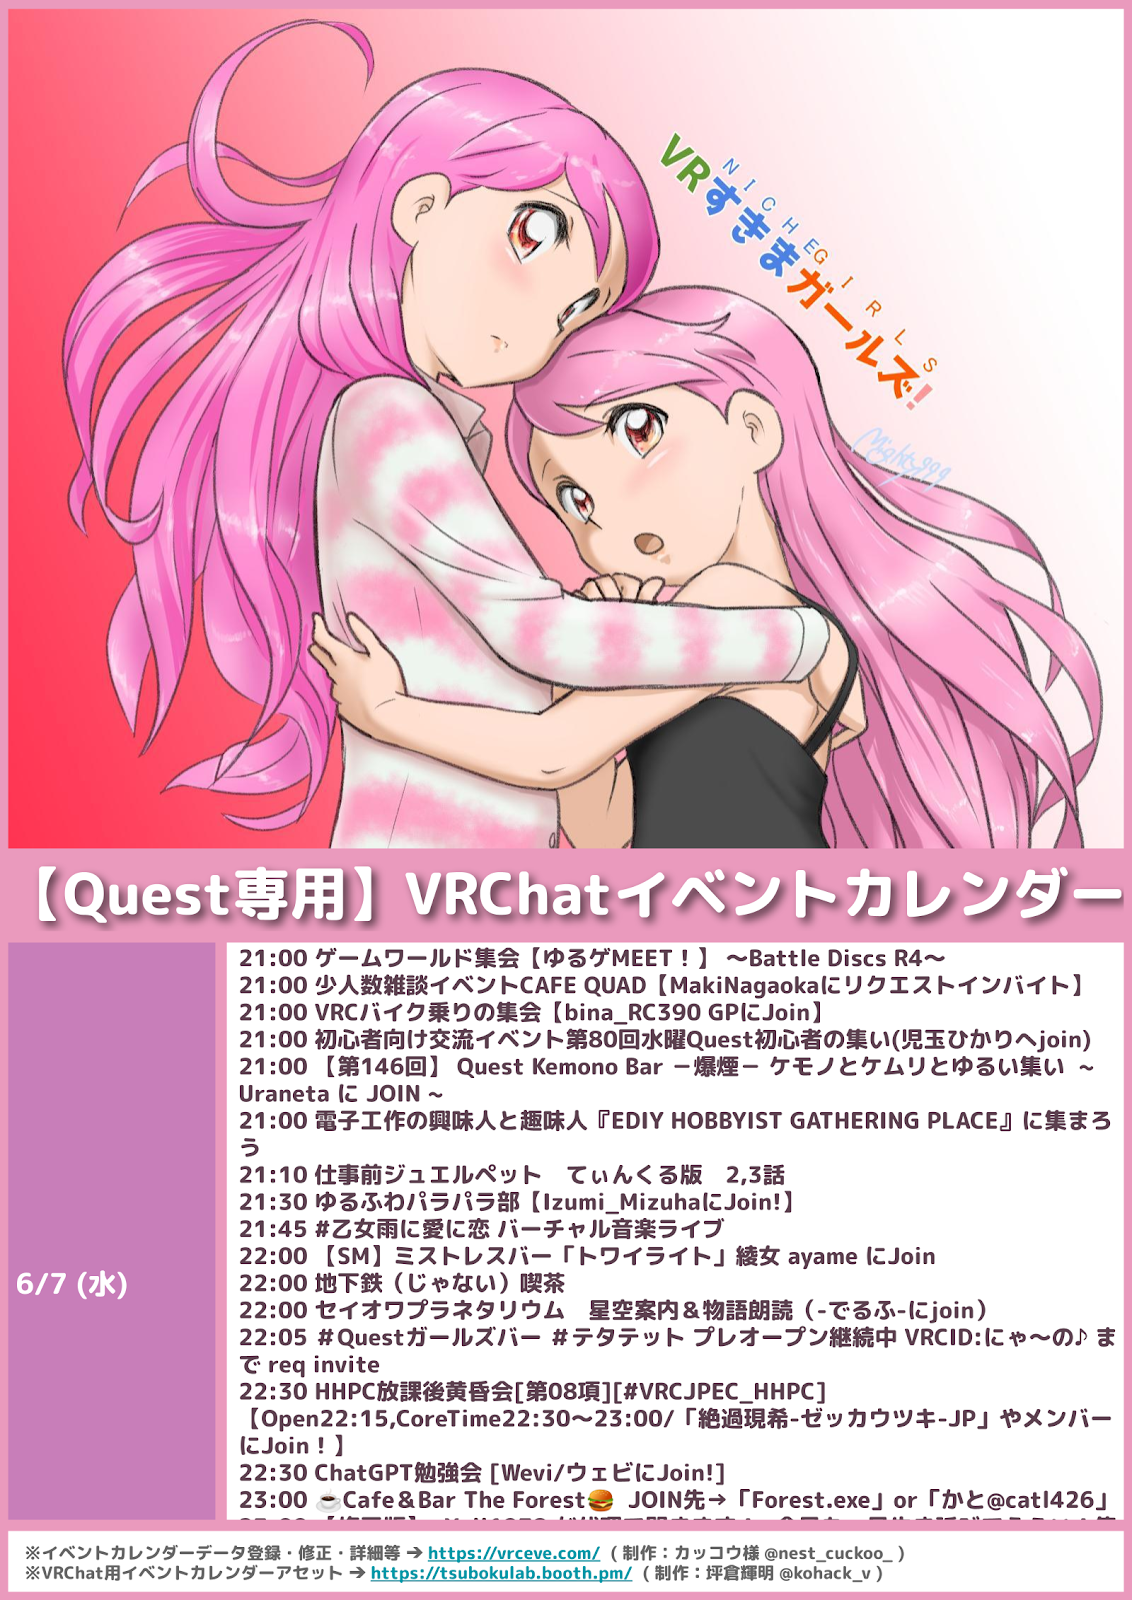 NICHE GIRLS
VRすきまガールズ!
Mighty999
【Quest専用】VRChatイベントカレンダー
6/7 (水)
21:00 ゲームワールド集会【ゆるゲMEET！】 〜Battle Discs R4〜
21:00 少人数雑談イベントCAFE QUAD【MakiNagaokaにリクエストインバイト】
21:00 VRCバイク乗りの集会【bina_RC390 GPにJoin】
21:00 初心者向け交流イベント第80回水曜Quest初心者の集い(児玉ひかりへjoin)
21:00 【第146回】 Quest Kemono Bar －爆煙－ ケモノとケムリとゆるい集い ~
Uraneta に JOIN ~
21:00 電子工作の興味人と趣味人『EDIY HOBBYIST GATHERING PLACE』に集まろ
う
21:10 仕事前ジュエルペット　てぃんくる版　2,3話
21:30 ゆるふわパラパラ部【Izumi_MizuhaにJoin!】
21:45 #乙女雨に愛に恋 バーチャル音楽ライブ
22:00 【SM】ミストレスバー「トワイライト」綾女 ayame にJoin
22:00 地下鉄（じゃない）喫茶
22:00 セイオワプラネタリウム　星空案内＆物語朗読（-でるふ-にjoin）
22:05 ＃Questガールズバー ＃テタテット プレオープン継続中 VRCID:にゃ〜の♪ ま
で req invite
22:30 HHPC放課後黄昏会[第08項][#VRCJPEC_HHPC]
【Open22:15,CoreTime22:30〜23:00/「絶過現希-ゼッカウツキ-JP」やメンバー
にJoin！】
22:30 ChatGPT勉強会 [Wevi/ウェビにJoin!]
23:00 ☕Cafe＆Bar The Forest🍔 JOIN先→「Forest.exe」or「かと@catl426」
※イベントカレンダーデータ登録・修正・詳細等 ➔ https://vrceve.com/ ( 制作：カッコウ様 @nest_cuckoo_ )
※VRChat用イベントカレンダーアセット ➔ https://tsubokulab.booth.pm/ ( 制作：坪倉輝明 @kohack_v )